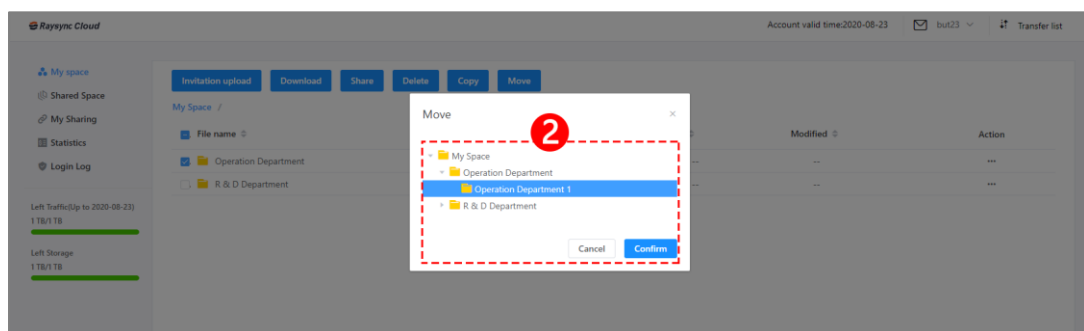 Raysync Cloud
Account valid time:2020-08-23
but23
Transfer list
My space
Shared Space
My Sharing
Statistics
Login Log
Left Traffic(Up to 2020-08-23)
1 TB/1 TB
Left Storage
1 TB/1 TB
Invitation upload Download Share Delete Copy Move
My Space /
File name Modified Action
Operation Department -- -- ...
R & D Department -- -- ...
Move ×
2
My Space
Operation Department
Operation Department 1
R & D Department
Cancel Confirm